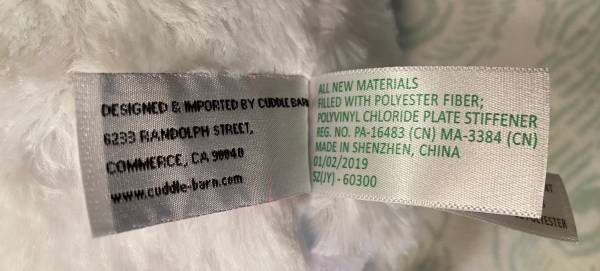 DESIGNED & IMPORTED BY CUDDLE BARN
6233 RANDOLPH STREET,
COMMERCE, CA 90040
www.cuddle-barn.com
ALL NEW MATERIALS
FILLED WITH POLYESTER FIBER;
POLYVINYL CHLORIDE PLATE STIFFENER
REG. NO. PA-16483 (CN) MA-3384 (CN)
MADE IN SHENZHEN, CHINA
01/02/2019
SZ(JY) - 60300
POLYESTER